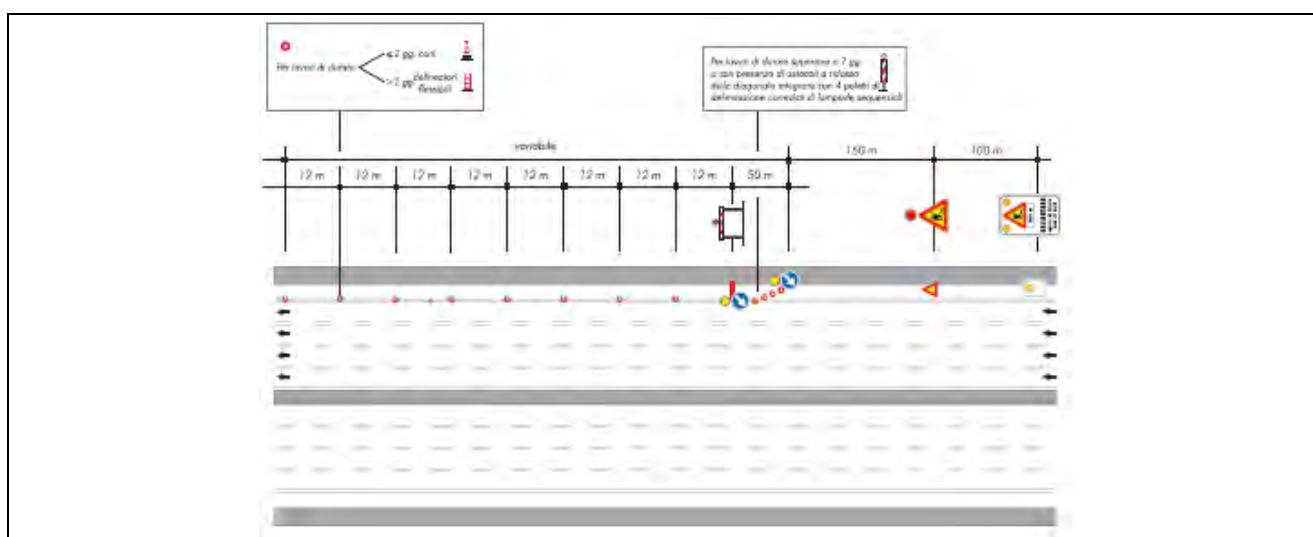 Per lavori di durata
⩽2 gg. coni
>2 gg. delineatori
flessibili
Per lavori di durata superiore a 7 gg.
o con presenza di ostacoli a ridosso
della diagonale integrare con 4 paletti di
delimitazione corredati di lampade sequenziali
variabile
150 m
100 m
12 m
12 m
12 m
12 m
12 m
12 m
12 m
12 m
50 m